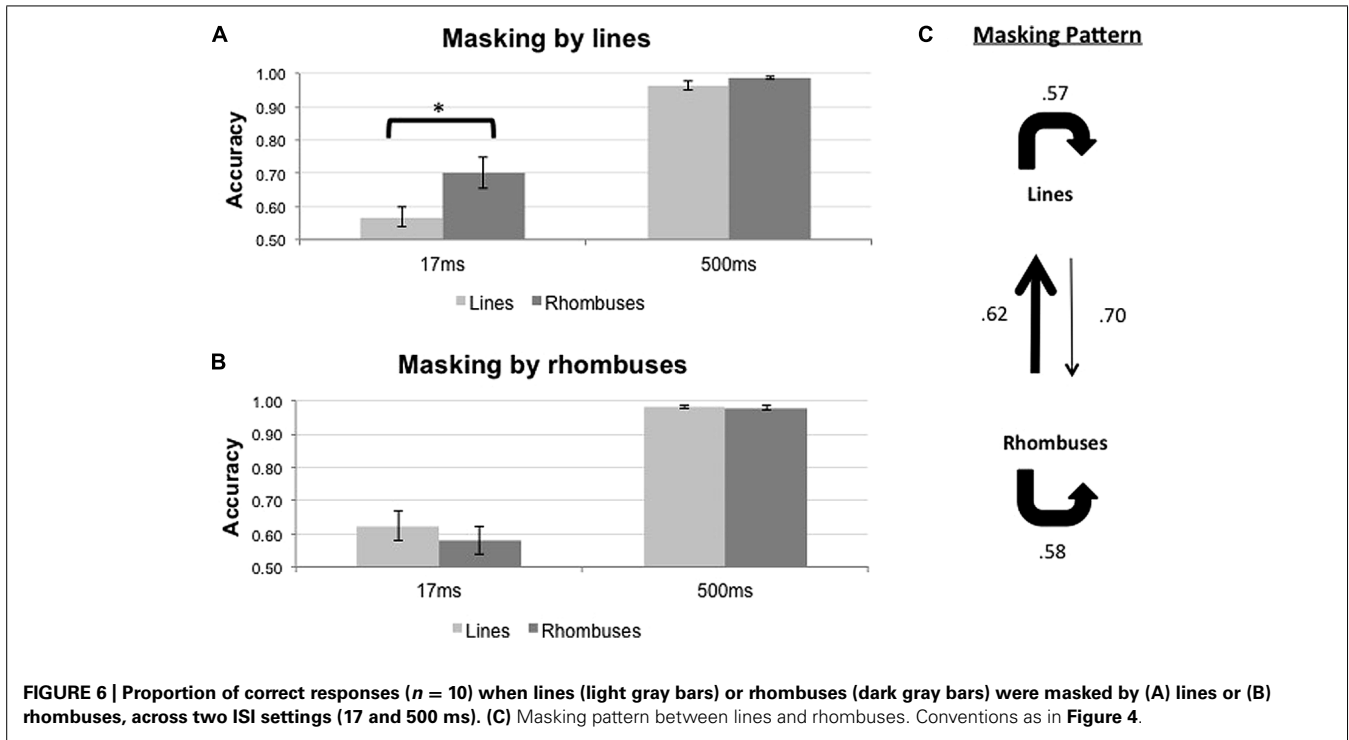 A
Masking by lines
*
Accuracy
1.00
0.90
0.80
0.70
0.60
0.50
17ms
500ms
Lines Rhombuses
B
Masking by rhombuses
Accuracy
1.00
0.90
0.80
0.70
0.60
0.50
17ms
500ms
Lines Rhombuses
C
Masking Pattern
.57
Lines
.62
.70
Rhombuses
.58
FIGURE 6 | Proportion of correct responses (n = 10) when lines (light gray bars) or rhombuses (dark gray bars) were masked by (A) lines or (B)
rhombuses, across two ISI settings (17 and 500 ms). (C) Masking pattern between lines and rhombuses. Conventions as in Figure 4.